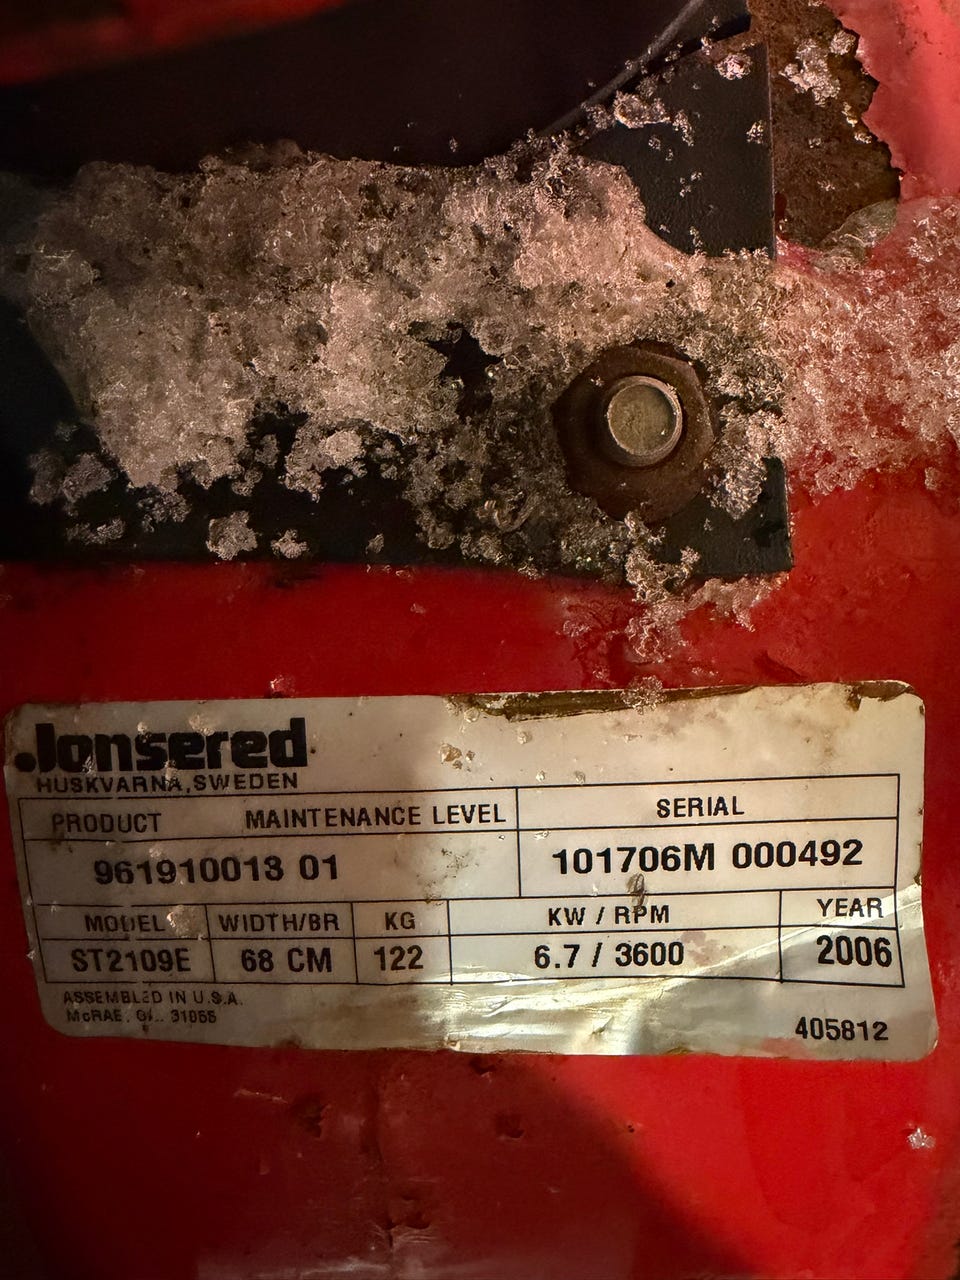 Jonsered
HUSKVARNA, SWEDEN
PRODUCT MAINTENANCE LEVEL SERIAL
961910013 01 101706M 000492
MODEL WIDTH/BR KG KW / RPM YEAR
ST2109E 68 CM 122 6.7 / 3600 2006
ASSEMBLED IN U.S.A.
McRAE, 405812